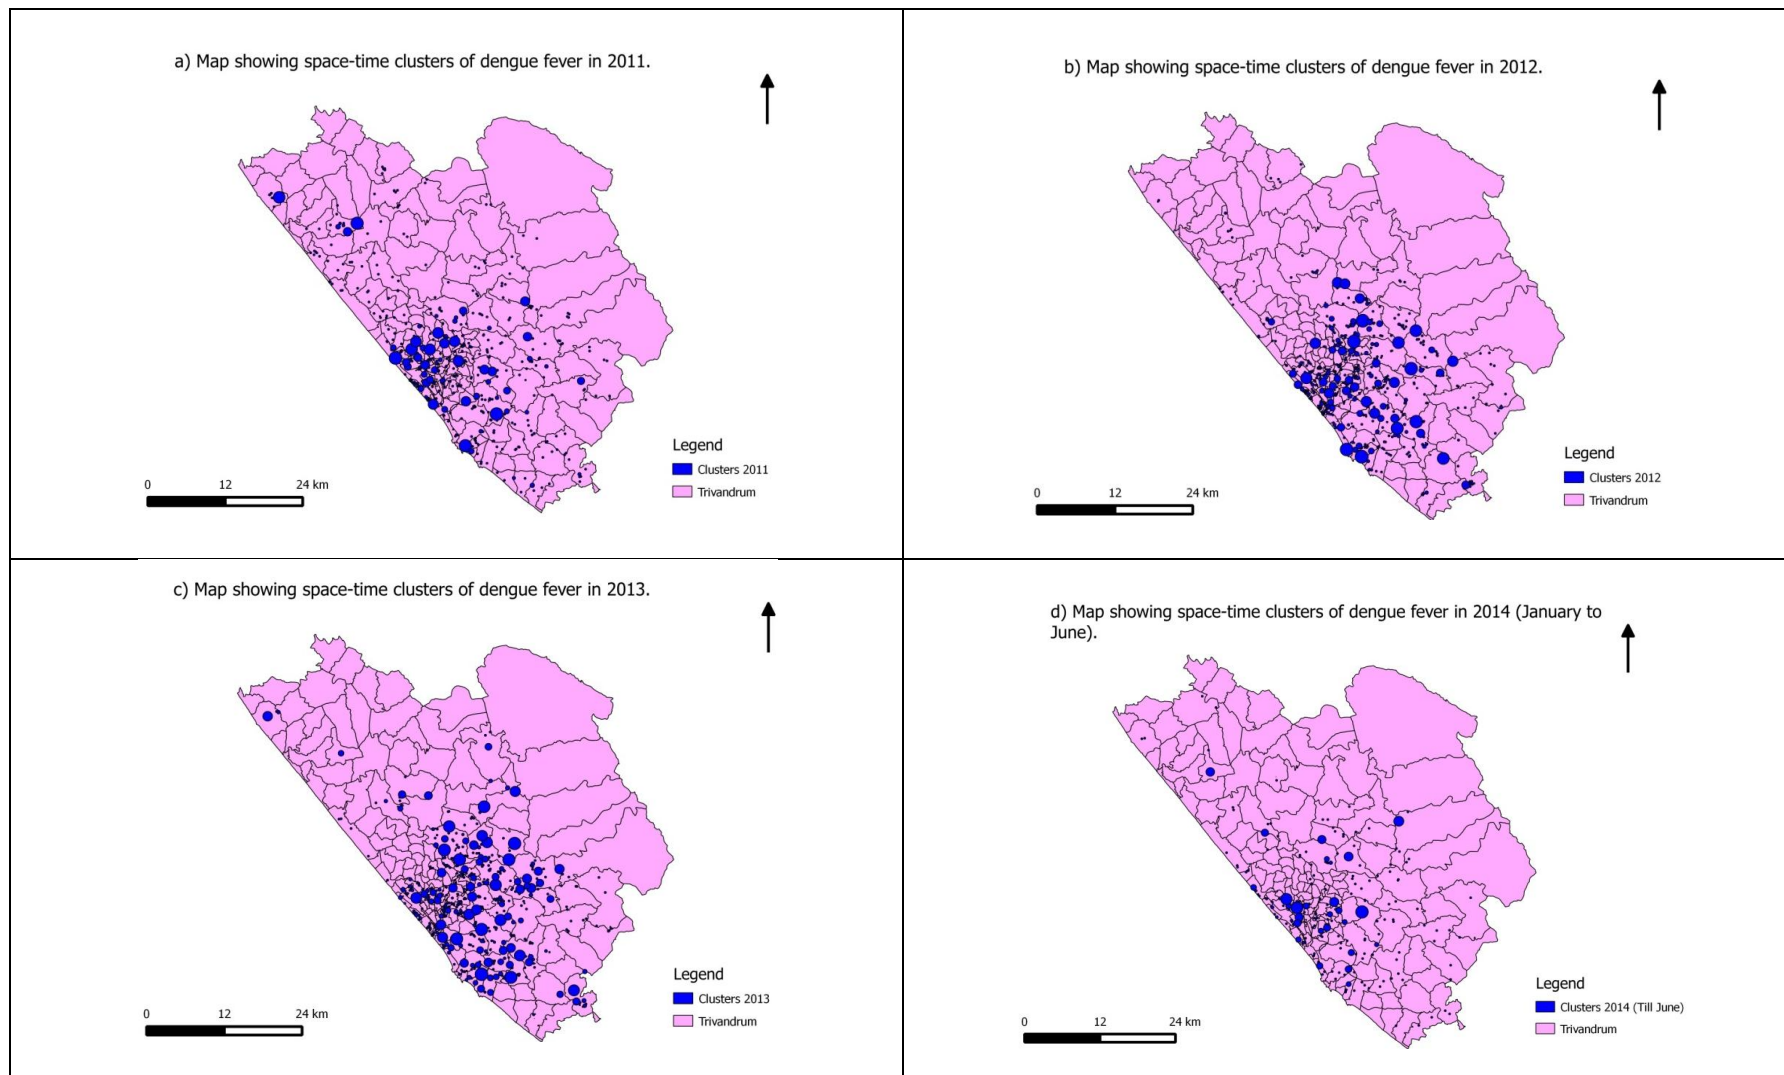 a) Map showing space-time clusters of dengue fever in 2011.
Legend
Clusters 2011
Trivandrum
0 12 24 km
b) Map showing space-time clusters of dengue fever in 2012.
Legend
Clusters 2012
Trivandrum
0 12 24 km
c) Map showing space-time clusters of dengue fever in 2013.
Legend
Clusters 2013
Trivandrum
0 12 24 km
d) Map showing space-time clusters of dengue fever in 2014 (January to
June).
Legend
Clusters 2014 (Till June)
Trivandrum
0 12 24 km